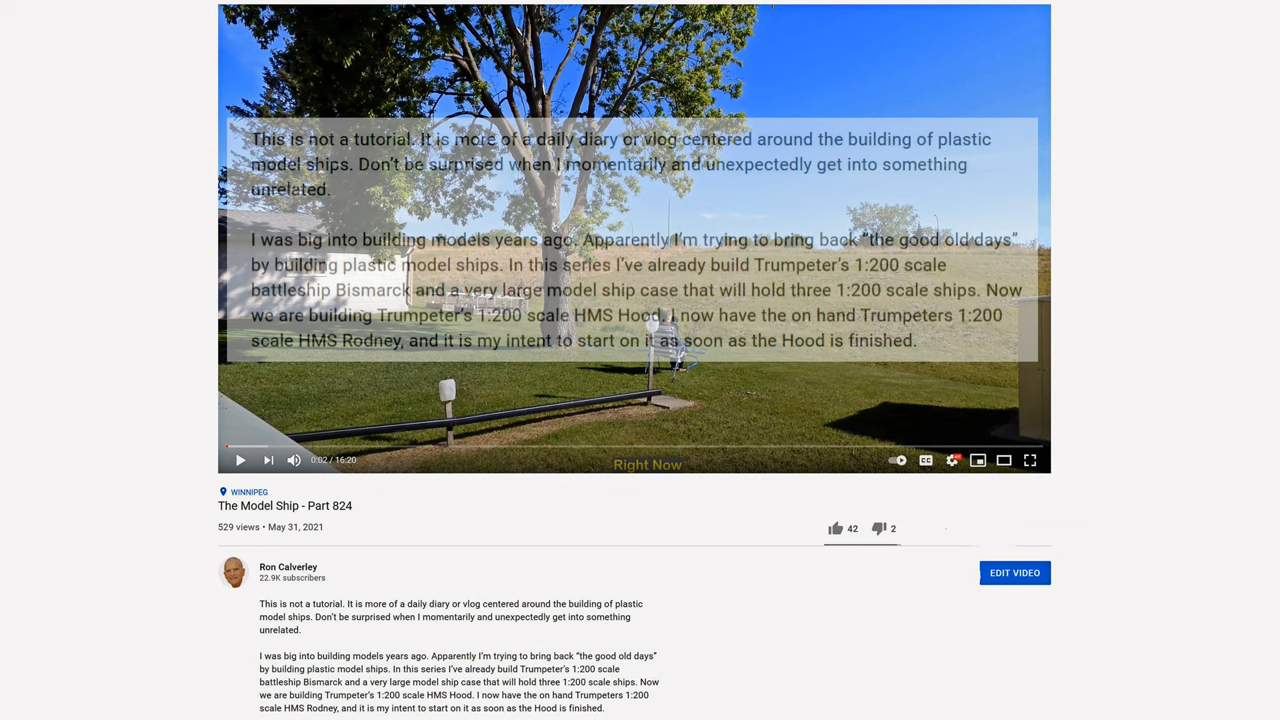 This is not a tutorial. It is more of a daily diary or vlog centered around the building of plastic
model ships. Don't be surprised when I momentarily and unexpectedly get into something
unrelated.
I was big into building models years ago. Apparently I'm trying to bring back "the good old days"
by building plastic model ships. In this series I've already build Trumpeter's 1:200 scale
battleship Bismarck and a very large model ship case that will hold three 1:200 scale ships. Now
we are building Trumpeter's 1:200 scale HMS Hood. I now have the on hand Trumpeters 1:200
scale HMS Rodney, and it is my intent to start on it as soon as the Hood is finished.
0:02 / 16:20
CC
Right Now
WINNIPEG
The Model Ship - Part 824
529 views • May 31, 2021
42
2
Ron Calverley
22.9K subscribers
EDIT VIDEO
This is not a tutorial. It is more of a daily diary or vlog centered around the building of plastic
model ships. Don't be surprised when I momentarily and unexpectedly get into something
unrelated.
I was big into building models years ago. Apparently I'm trying to bring back "the good old days"
by building plastic model ships. In this series I've already build Trumpeter's 1:200 scale
battleship Bismarck and a very large model ship case that will hold three 1:200 scale ships. Now
we are building Trumpeter's 1:200 scale HMS Hood. I now have the on hand Trumpeters 1:200
scale HMS Rodney, and it is my intent to start on it as soon as the Hood is finished.